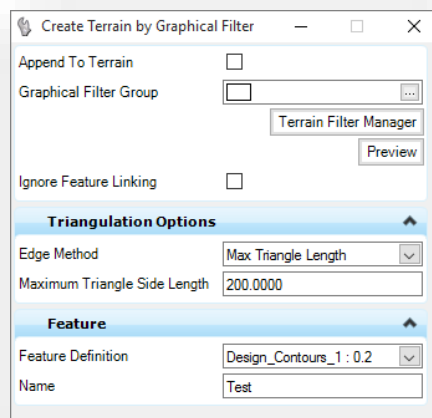 Create Terrain by Graphical Filter
Append To Terrain
Graphical Filter Group ...
Terrain Filter Manager
Preview
Ignore Feature Linking
Triangulation Options
Edge Method Max Triangle Length
Maximum Triangle Side Length 200.0000
Feature
Feature Definition Design_Contours_1 : 0.2
Name Test